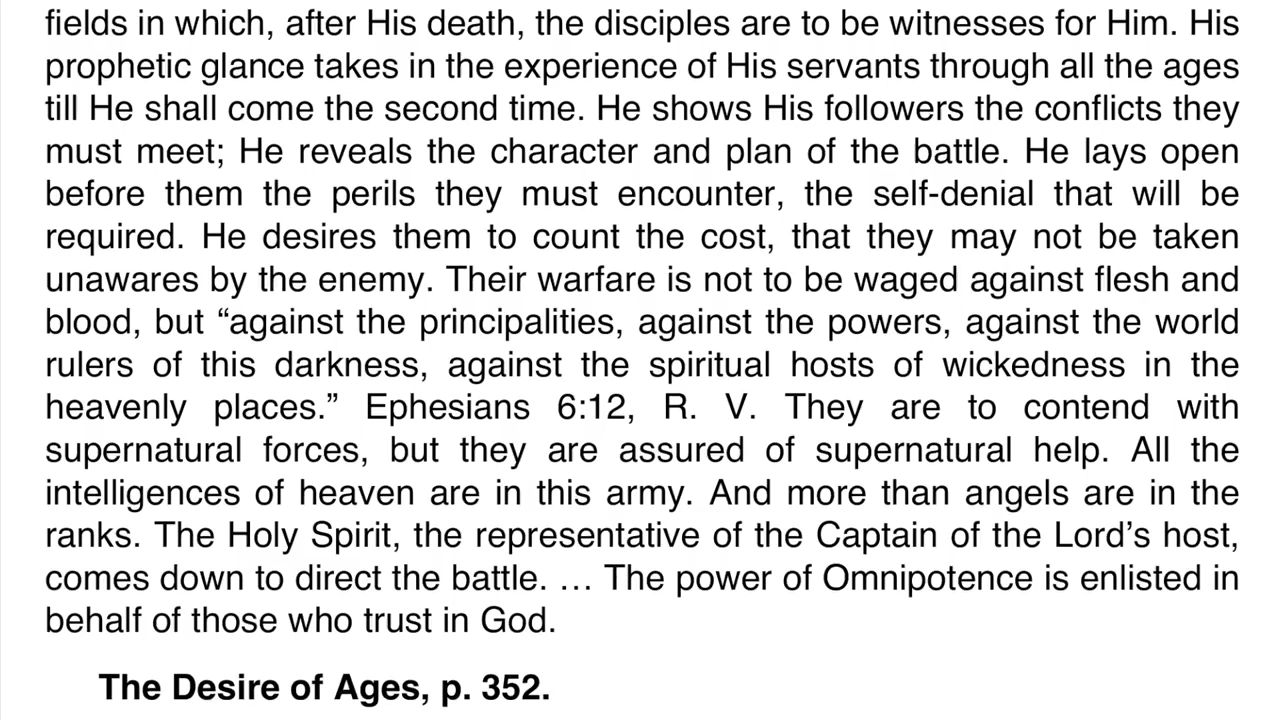 fields in which, after His death, the disciples are to be witnesses for Him. His
prophetic glance takes in the experience of His servants through all the ages
till He shall come the second time. He shows His followers the conflicts they
must meet; He reveals the character and plan of the battle. He lays open
before them the perils they must encounter, the self-denial that will be
required. He desires them to count the cost, that they may not be taken
unawares by the enemy. Their warfare is not to be waged against flesh and
blood, but “against the principalities, against the powers, against the world
rulers of this darkness, against the spiritual hosts of wickedness in the
heavenly places.” Ephesians 6:12, R. V. They are to contend with
supernatural forces, but they are assured of supernatural help. All the
intelligences of heaven are in this army. And more than angels are in the
ranks. The Holy Spirit, the representative of the Captain of the Lord’s host,
comes down to direct the battle. … The power of Omnipotence is enlisted in
behalf of those who trust in God.
The Desire of Ages, p. 352.